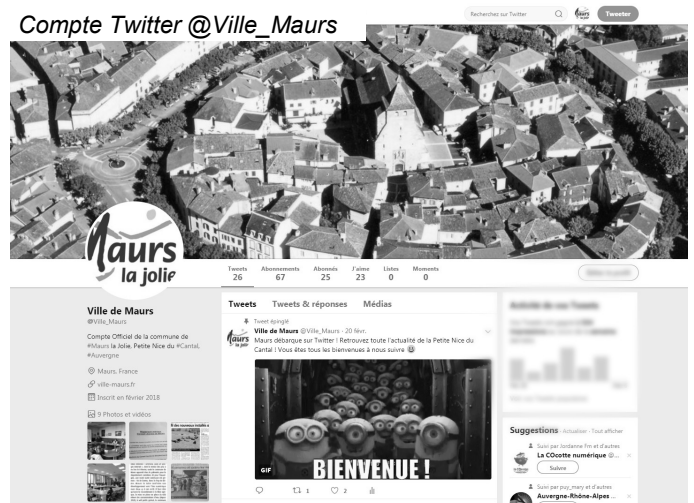 Compte Twitter @Ville_Maurs
Recherchez sur Twitter
Maurs
Tweeter
Maurs
la jolie
Tweets Abonnements Abonnés J'aime Listes Moments
26 67 25 23 0 0
Ville de Maurs
@Ville_Maurs
Compte Officiel de la commune de
#Maurs la Jolie, Petite Nice du #Cantal,
#Auvergne
Maurs, France
ville-maurs.fr
Inscrit en février 2018
9 Photos et vidéos
Tweets Tweets & réponses Médias
Tweet épinglé
Ville de Maurs @Ville_Maurs · 20 févr.
Maurs débarque sur Twitter ! Retrouvez toute l'actualité de la Petite Nice du
Cantal ! Vous êtes tous les bienvenues à nous suivre
GIF
BIENVENUE !
1 2
Suggestions · Actualiser · Tout afficher
Suivi par Jordanne Fm et d'autres
La COcotte numérique @...
Suivre
Suivi par puy_mary et d'autres
Auvergne-Rhône-Alpes ...